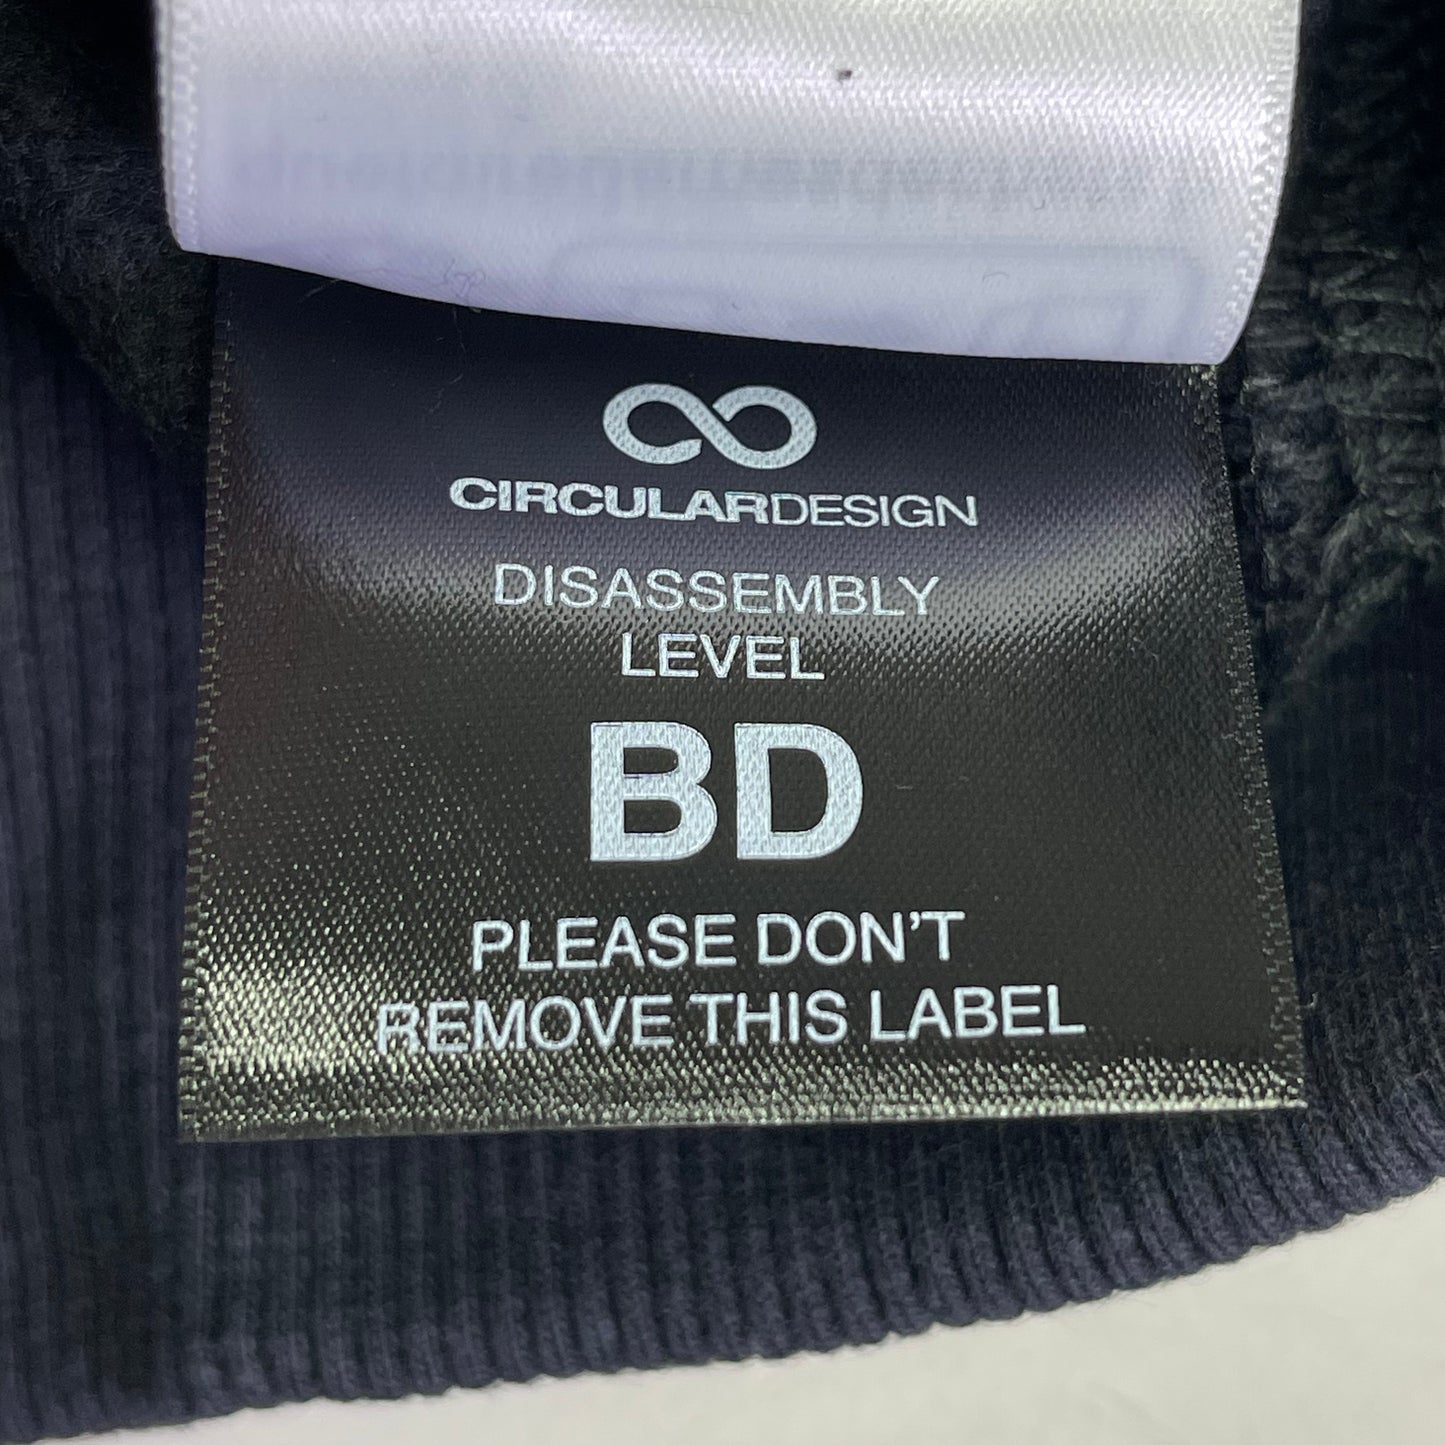 CIRCULARDESIGN
DISASSEMBLY
LEVEL
BD
PLEASE DON'T
REMOVE THIS LABEL